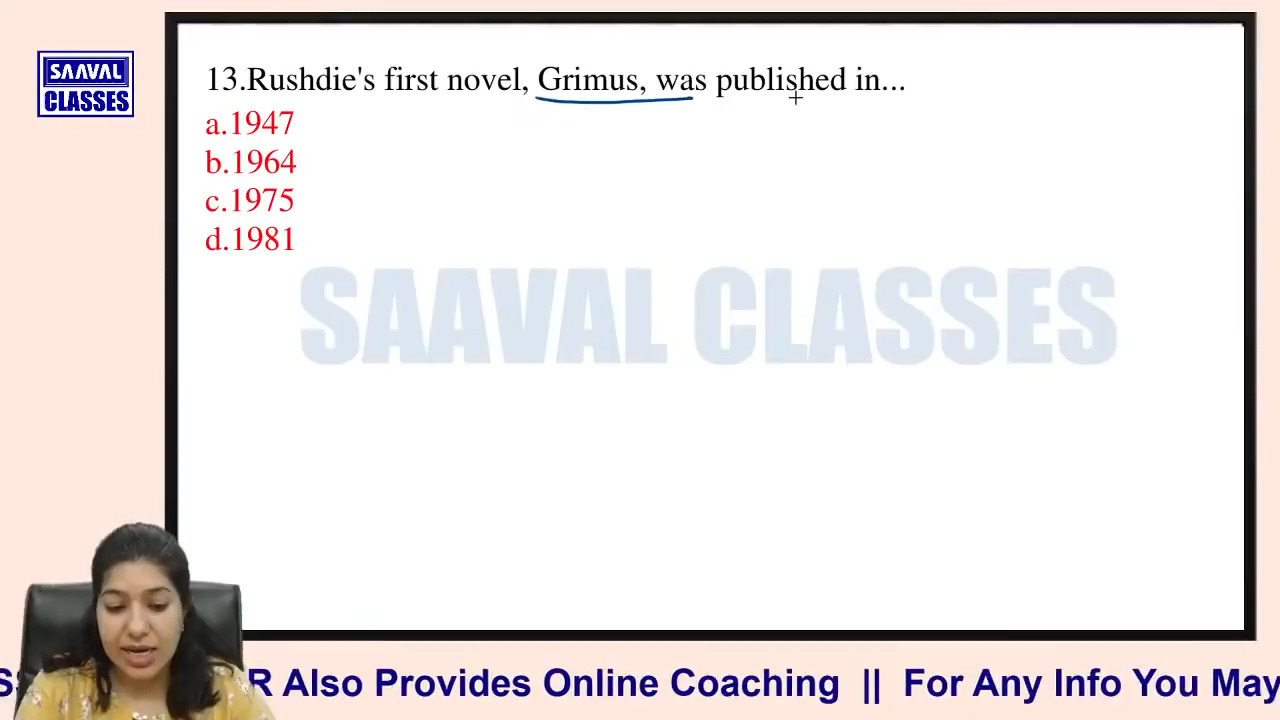 SAAVAL
CLASSES
13.Rushdie's first novel, Grimus, was published in...
a.1947
b.1964
c.1975
d.1981
SAAVAL CLASSES
R Also Provides Online Coaching || For Any Info You May